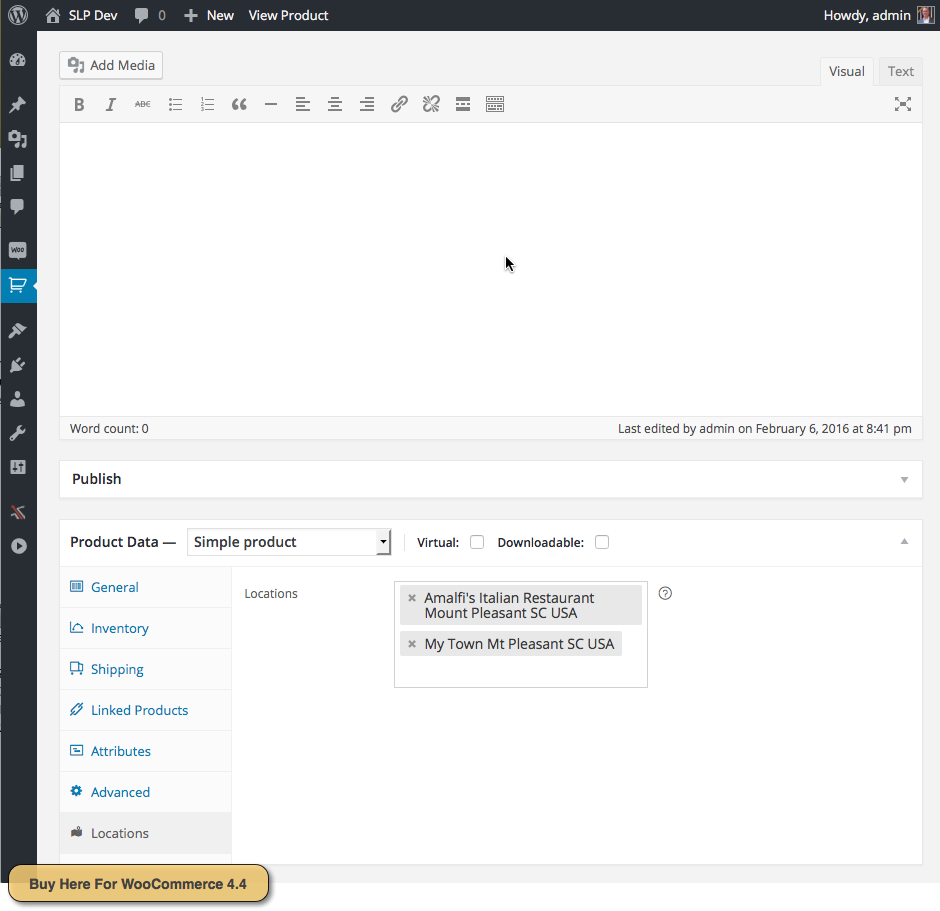 SLP Dev 0 New View Product Howdy, admin
Add Media
Visual Text
B I ABC
WOO
Word count: 0 Last edited by admin on February 6, 2016 at 8:41 pm
Publish
Product Data — Simple product Virtual: Downloadable:
General
Locations
Amalfi's Italian Restaurant
Mount Pleasant SC USA
My Town Mt Pleasant SC USA
Inventory
Shipping
Linked Products
Attributes
Advanced
Locations
Buy Here For WooCommerce 4.4